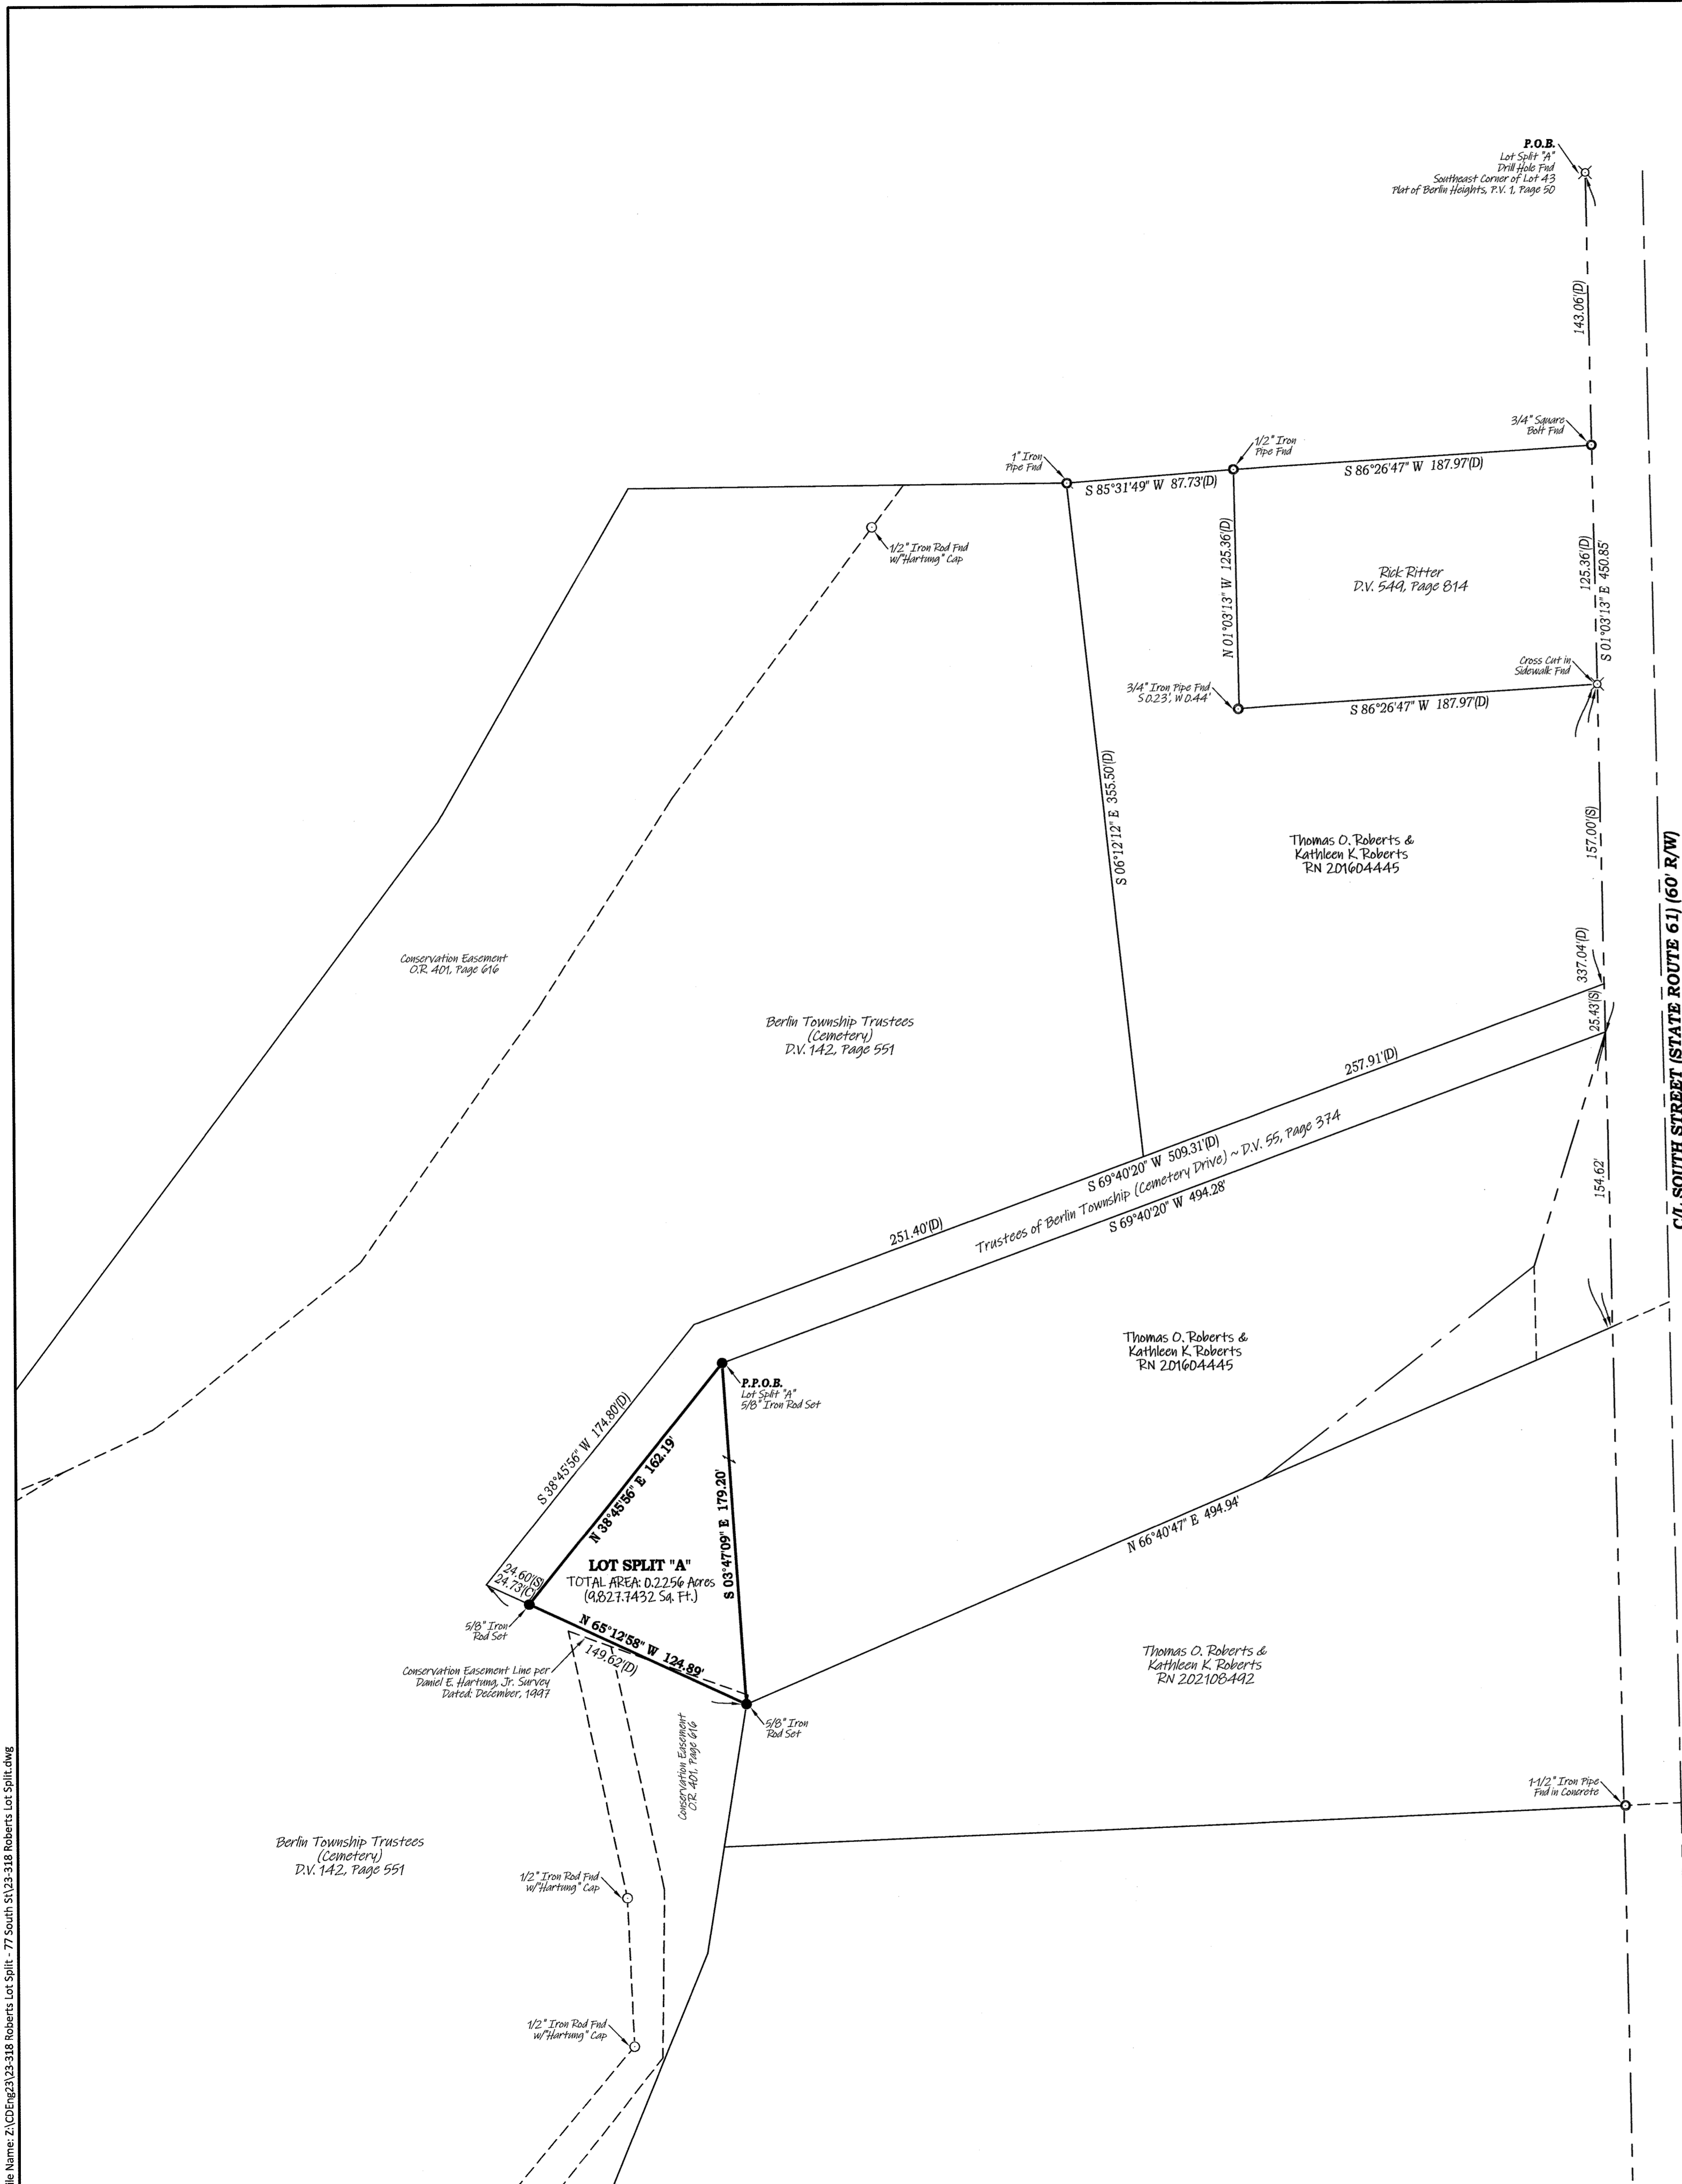 P.O.B.
Lot Split "A"
Drill Hole Fnd
Southeast Corner of Lot 43
Plat of Berlin Heights, P.V. 1, Page 50
143.06'(D)
3/4" Square
Bolt Fnd
1/2" Iron
Pipe Fnd
1" Iron
Pipe Fnd
S 86°26'47" W 187.97'(D)
S 85°31'49" W 87.73'(D)
1/2" Iron Rod Fnd
w/"Hartung" Cap
N 01°03'13" W 125.36'(D)
Rick Ritter
D.V. 549, Page 814
125.36'(D)
S 01°03'13" E 450.85'
Cross Cut in
Sidewalk Fnd
3/4" Iron Pipe Fnd
S 0.23', W 0.44'
S 86°26'47" W 187.97'(D)
S 06°12'12" E 355.50'(D)
Thomas O. Roberts &
Kathleen K. Roberts
RN 201604445
157.00'(S)
337.04'(D)
25.43'(S)
C/L SOUTH STREET (STATE ROUTE 61) (60' R/W)
Conservation Easement
O.R. 401, Page 616
Berlin Township Trustees
(Cemetery)
D.V. 142, Page 551
257.91'(D)
S 69°40'20" W 509.31'(D)
Trustees of Berlin Township (Cemetery Drive) ~ D.V. 55, Page 374
S 69°40'20" W 494.28'
251.40'(D)
154.62'
Thomas O. Roberts &
Kathleen K. Roberts
RN 201604445
P.P.O.B.
Lot Split "A"
5/8" Iron Rod Set
S 38°45'56" W 174.80'(D)
N 38°45'56" E 162.19'
S 03°47'09" E 179.20'
N 66°40'47" E 494.94'
LOT SPLIT "A"
TOTAL AREA: 0.2256 Acres
(9,827.7432 Sq. Ft.)
24.60'(S)
24.73'(C)
5/8" Iron
Rod Set
N 65°12'58" W 124.89'
149.62'(D)
Conservation Easement Line per
Daniel E. Hartung, Jr. Survey
Dated: December, 1997
Thomas O. Roberts &
Kathleen K. Roberts
RN 202108492
5/8" Iron
Rod Set
Conservation Easement
O.R. 401, Page 616
1-1/2" Iron Pipe
Fnd in Concrete
Berlin Township Trustees
(Cemetery)
D.V. 142, Page 551
1/2" Iron Rod Fnd
w/"Hartung" Cap
1/2" Iron Rod Fnd
w/"Hartung" Cap
ile Name: Z:\CDEng23\23-318 Roberts Lot Split - 77 South St\23-318 Roberts Lot Split.dwg